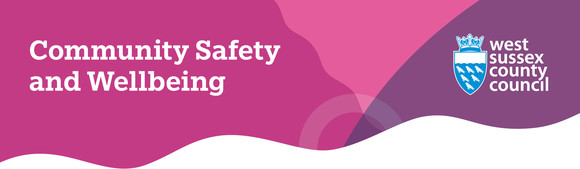 Community Safety
and Wellbeing
west
sussex
county
council